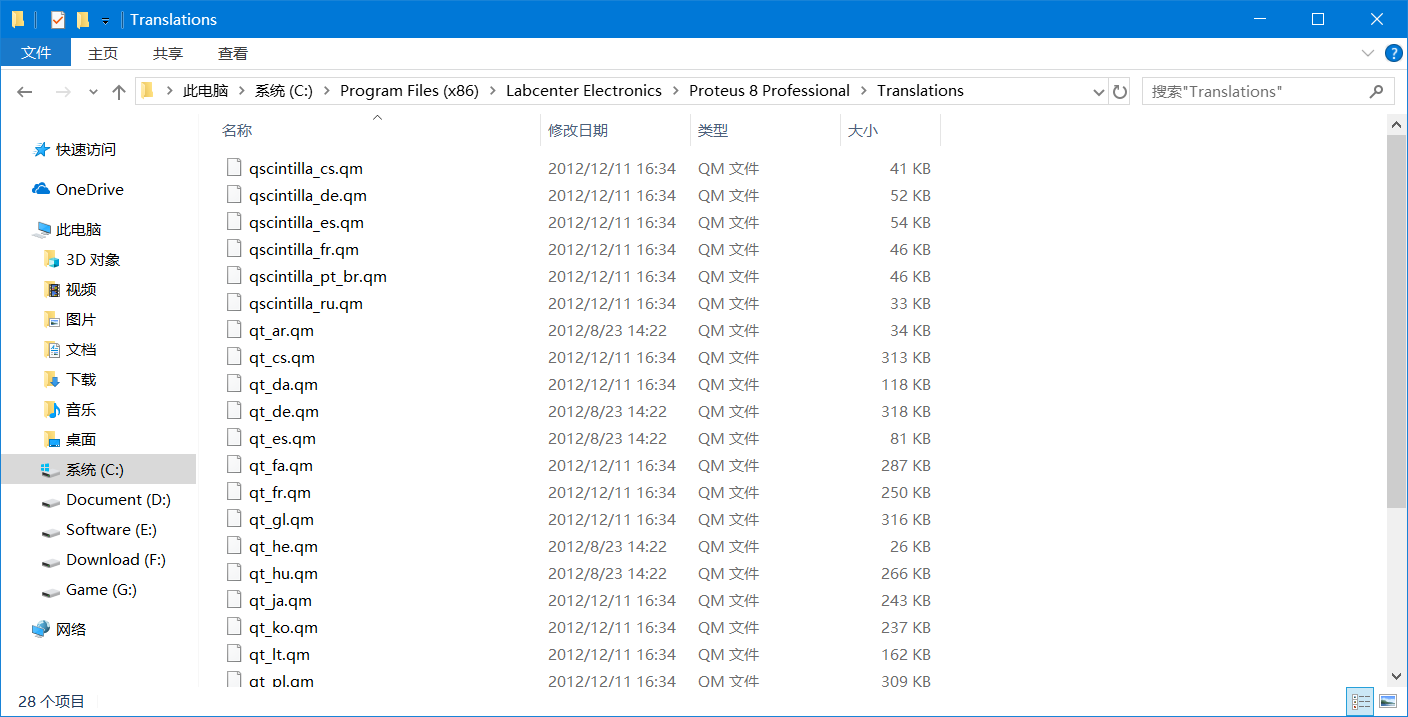 Translations
文件 主页 共享 查看
此电脑 系统 (C:) Program Files (x86) Labcenter Electronics Proteus 8 Professional Translations 搜索"Translations"
快速访问
OneDrive
此电脑
3D 对象
视频
图片
文档
下载
音乐
桌面
系统 (C:)
Document (D:)
Software (E:)
Download (F:)
Game (G:)
网络
名称 修改日期 类型 大小
qscintilla_cs.qm 2012/12/11 16:34 QM 文件 41 KB
qscintilla_de.qm 2012/12/11 16:34 QM 文件 52 KB
qscintilla_es.qm 2012/12/11 16:34 QM 文件 54 KB
qscintilla_fr.qm 2012/12/11 16:34 QM 文件 46 KB
qscintilla_pt_br.qm 2012/12/11 16:34 QM 文件 46 KB
qscintilla_ru.qm 2012/12/11 16:34 QM 文件 33 KB
qt_ar.qm 2012/8/23 14:22 QM 文件 34 KB
qt_cs.qm 2012/12/11 16:34 QM 文件 313 KB
qt_da.qm 2012/12/11 16:34 QM 文件 118 KB
qt_de.qm 2012/8/23 14:22 QM 文件 318 KB
qt_es.qm 2012/8/23 14:22 QM 文件 81 KB
qt_fa.qm 2012/12/11 16:34 QM 文件 287 KB
qt_fr.qm 2012/12/11 16:34 QM 文件 250 KB
qt_gl.qm 2012/12/11 16:34 QM 文件 316 KB
qt_he.qm 2012/8/23 14:22 QM 文件 26 KB
qt_hu.qm 2012/8/23 14:22 QM 文件 266 KB
qt_ja.qm 2012/12/11 16:34 QM 文件 243 KB
qt_ko.qm 2012/12/11 16:34 QM 文件 237 KB
qt_lt.qm 2012/12/11 16:34 QM 文件 162 KB
qt_pl.qm 2012/12/11 16:34 QM 文件 309 KB
28 个项目